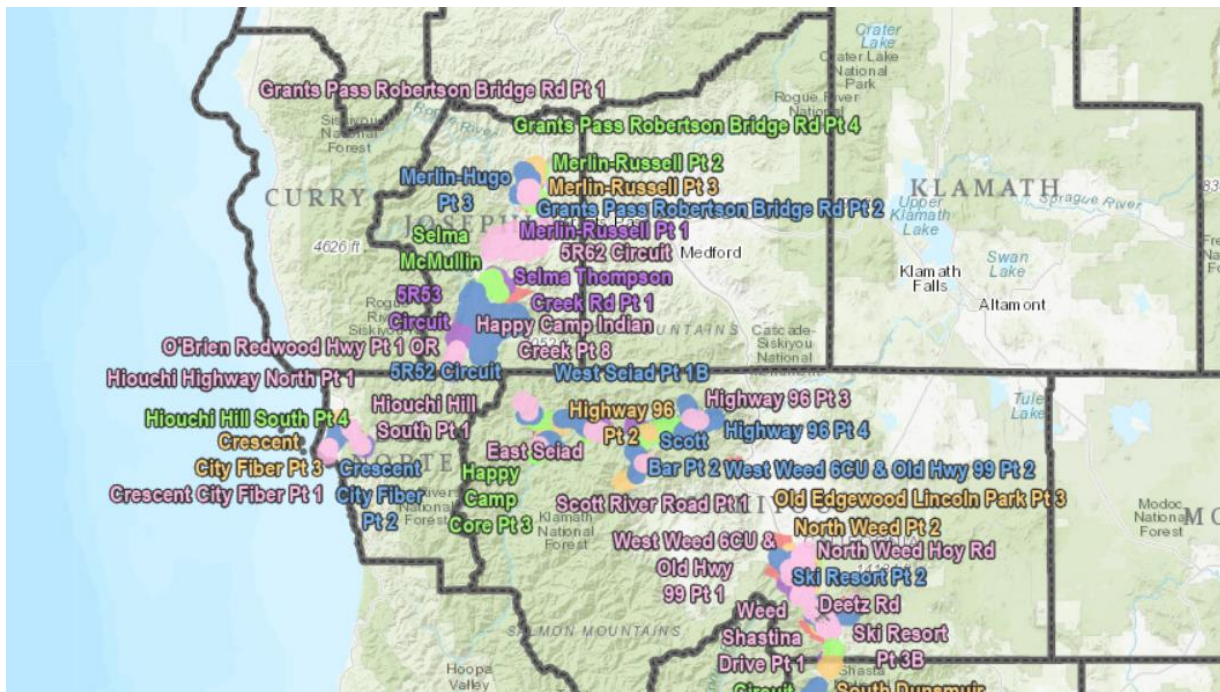 Crater
Lake
Crater Lake
National
Park
Grants Pass Robertson Bridge Rd Pt 1
Rogue River
National
Siskiyou
National
Forest
Grants Pass Robertson Bridge Rd Pt 4
Merlin-Russell Pt 2
Merlin-Hugo
Pt 3
Merlin-Russell Pt 3
CURRY
KLAMATH
Sprague River
Grants Pass Robertson Bridge Rd Pt 2
Upper
Klamath
Lake
Selma
McMullin
Merlin-Russell Pt 1
4626 ft
5R62 Circuit
Medford
Swan
Lake
Klamath
Falls
Altamont
Selma Thompson
Creek Rd Pt 1
5R53
Circuit
Happy Camp Indian
Creek Pt 8
Cascade-
Siskiyou
National
O'Brien Redwood Hwy Pt 1 OR
5R52 Circuit
West Seiad Pt 1B
Hiouchi Highway North Pt 1
Tule
Lake
Hiouchi Hill
South Pt 1
Highway 96
Pt 2
Highway 96 Pt 3
Hiouchi Hill South Pt 4
Highway 96 Pt 4
Crescent
City Fiber Pt 3
East Seiad
Scott
Bar Pt 2
Crescent
City Fiber
Pt 2
Happy
Camp
Core Pt 3
West Weed 6CU & Old Hwy 99 Pt 2
Crescent City Fiber Pt 1
Scott River Road Pt 1
Old Edgewood Lincoln Park Pt 3
Modoc
National
Forest
Klamath
National
Forest
North Weed Pt 2
West Weed 6CU &
Old Hwy
99 Pt 1
North Weed Hoy Rd
Ski Resort Pt 2
Weed
Shastina
Drive Pt 1
Deetz Rd
SALMON MOUNTAINS
Ski Resort
Pt 3B
Hoopa
Valley
Shasta
Circuit
South Dunsmuir